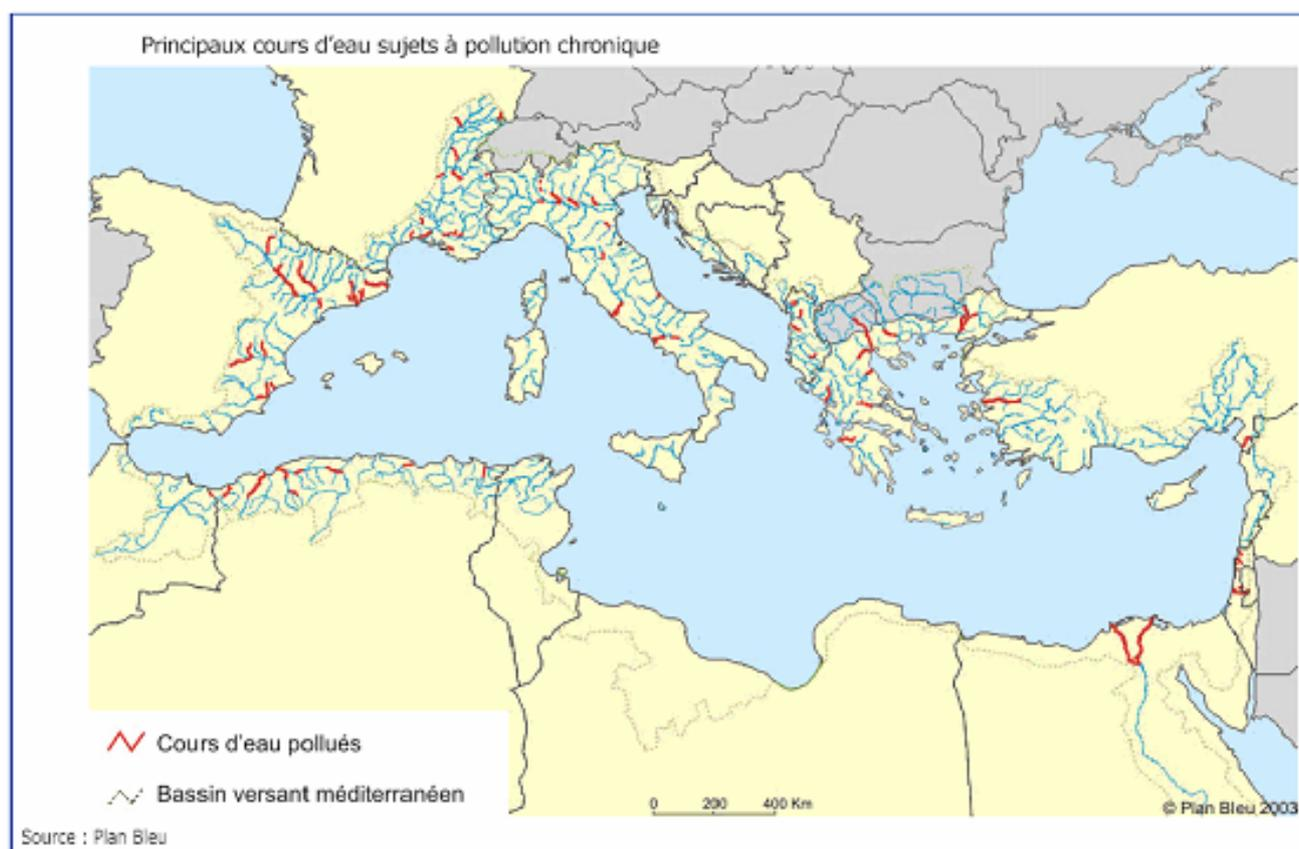 Principaux cours d'eau sujets à pollution chronique
Cours d'eau pollués
Bassin versant méditerranéen
0 200 400 Km
© Plan Bleu 2003
Source : Plan Bleu